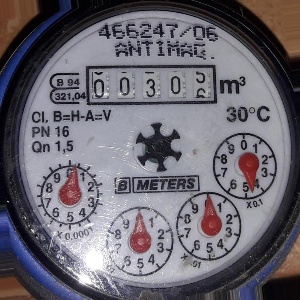 466247/06
ANTIMAG.
B 94
321,04
0030
m³
Cl. B=H-A=V
30°C
PN 16
Qn 1,5
B METERS
X 0.1
X 0.0001